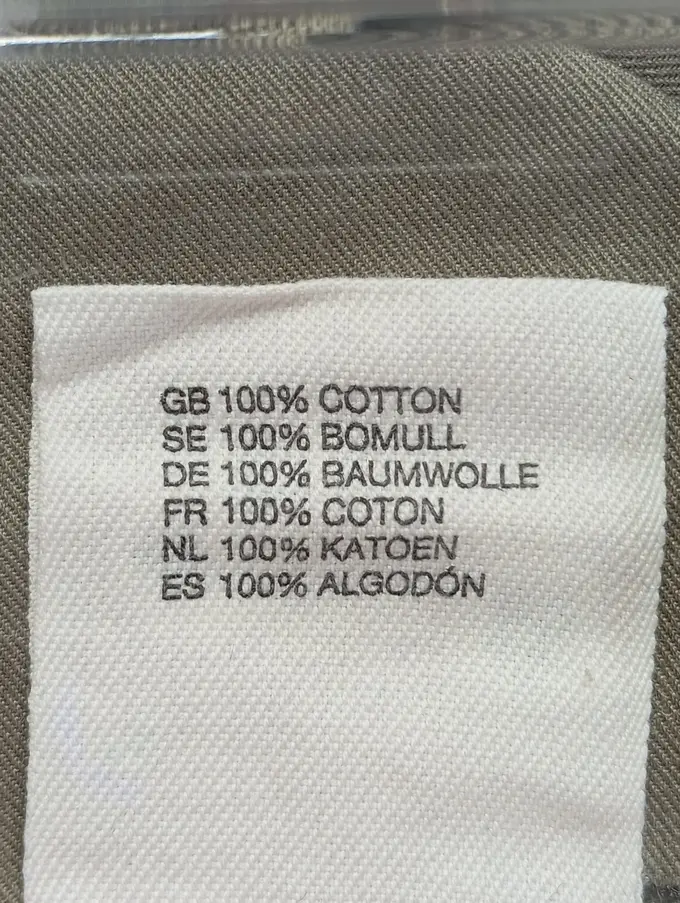 GB 100% COTTON
SE 100% BOMULL
DE 100% BAUMWOLLE
FR 100% COTON
NL 100% KATOEN
ES 100% ALGODÓN